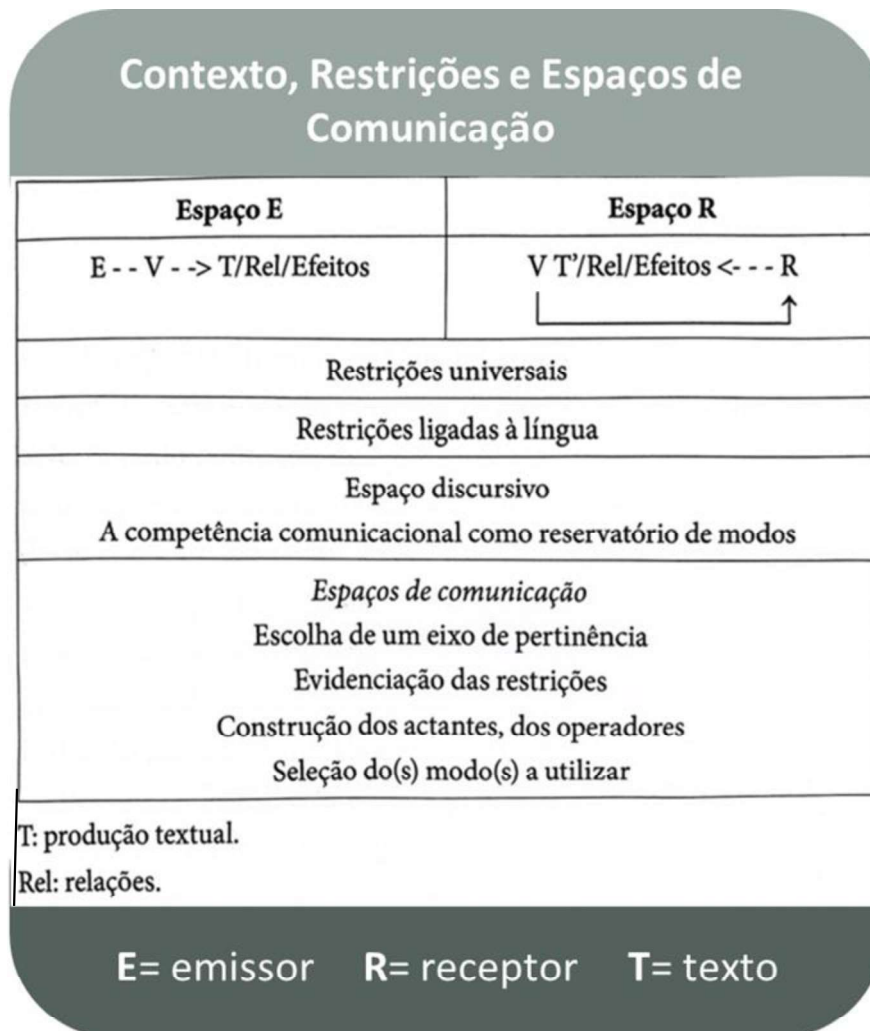 Contexto, Restrições e Espaços de
Comunicação
Espaço E
Espaço R
E - - V - -> T/Rel/Efeitos
V T'/Rel/Efeitos <- - - R
Restrições universais
Restrições ligadas à língua
Espaço discursivo
A competência comunicacional como reservatório de modos
Espaços de comunicação
Escolha de um eixo de pertinência
Evidenciação das restrições
Construção dos actantes, dos operadores
Seleção do(s) modo(s) a utilizar
T: produção textual.
Rel: relações.
E= emissor R= receptor T= texto